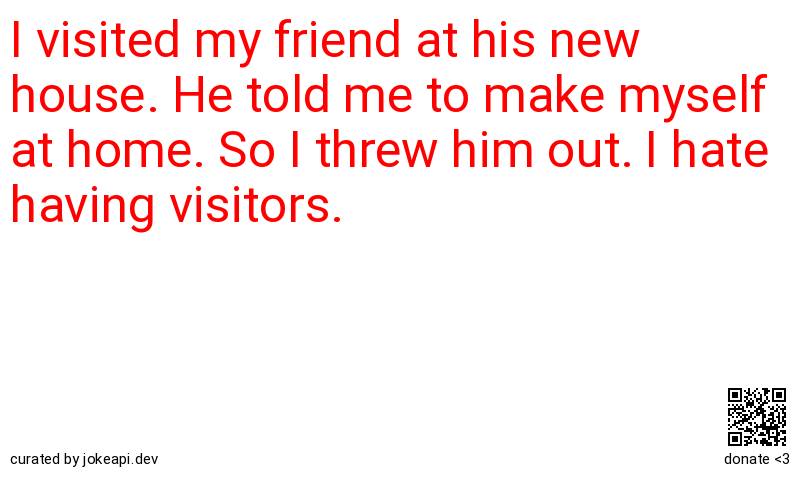 I visited my friend at his new
house. He told me to make myself
at home. So I threw him out. I hate
having visitors.
curated by jokeapi.dev
donate <3